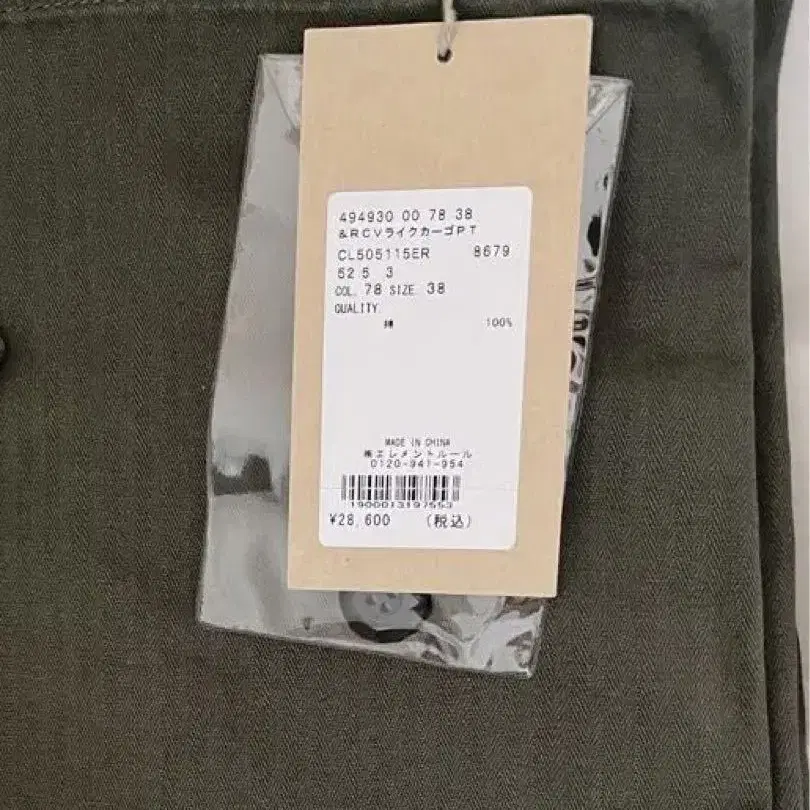 494930 00 78 38
&RCVライクカーゴPT
CL505115ER 8679
52 5 3
COL. 78 SIZE. 38
QUALITY.
綿 100%
MADE IN CHINA
㈱エレメントルール
0120-941-954
1900013197553
¥28,600 (税込)